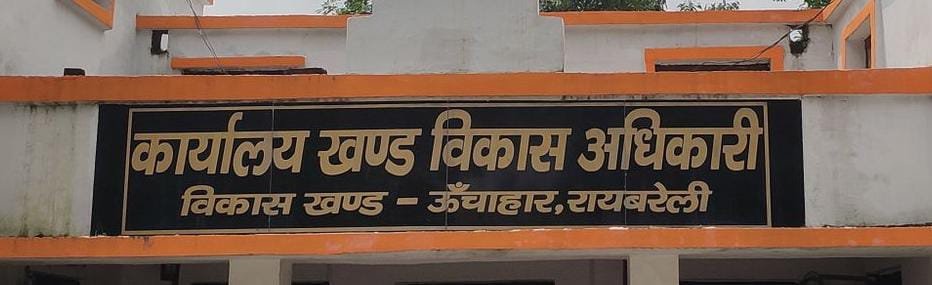 कार्यालय खण्ड विकास अधिकारी
विकास खण्ड - ऊँचाहार, रायबरेली